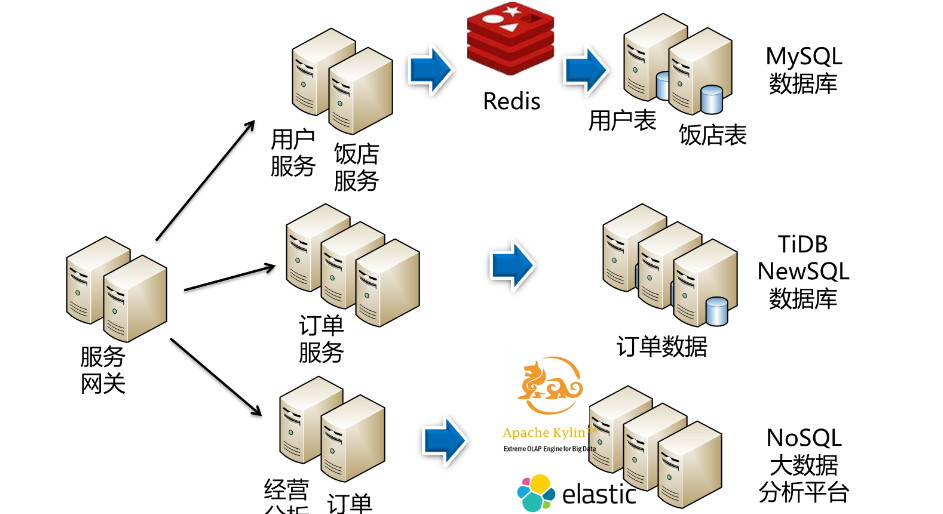 Redis
MySQL
数据库
用户
服务
饭店
服务
用户表
饭店表
服务
网关
订单
服务
订单数据
TiDB
NewSQL
数据库
Apache Kylin
Extreme OLAP Engine for Big Data
elastic
NoSQL
大数据
分析平台
经营
分析
订单